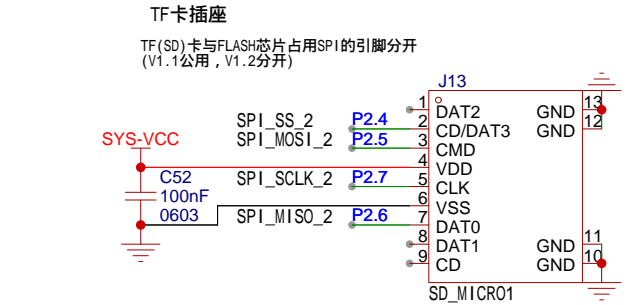 TF卡插座
TF(SD)卡与FLASH芯片占用SPI的引脚分开
(V1.1公用，V1.2分开)
J13
1 DAT2 GND 13
SPI_SS_2 P2.4 2 CD/DAT3 GND 12
SYS-VCC SPI_MOSI_2 P2.5 3 CMD
4 VDD
C52 SPI_SCLK_2 P2.7 5 CLK
100nF 6 VSS
0603 SPI_MISO_2 P2.6 7 DAT0
8 DAT1 GND 11
9 CD GND 10
SD_MICRO1